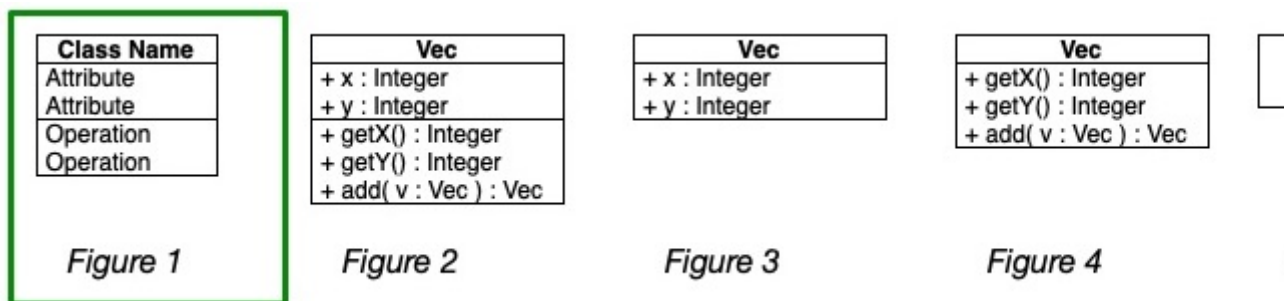 Class Name
Attribute
Attribute
Operation
Operation
Figure 1
Vec
+ x : Integer
+ y : Integer
+ getX() : Integer
+ getY() : Integer
+ add( v : Vec ) : Vec
Figure 2
Vec
+ x : Integer
+ y : Integer
Figure 3
Vec
+ getX() : Integer
+ getY() : Integer
+ add( v : Vec ) : Vec
Figure 4